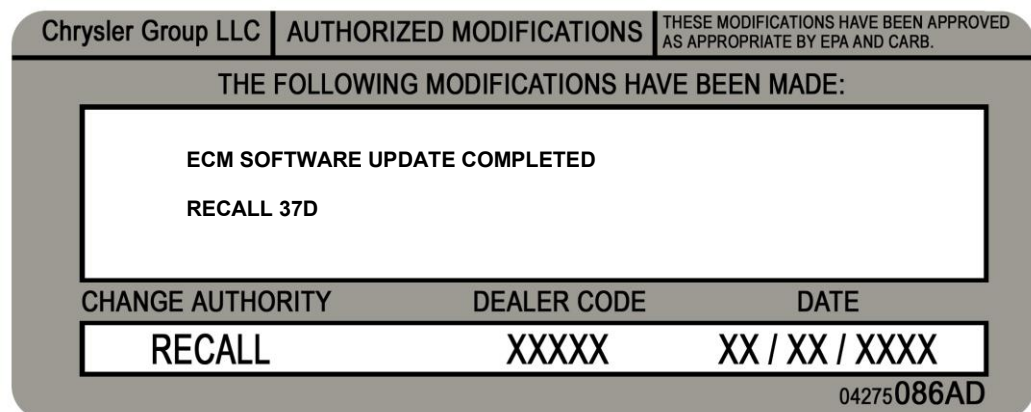 Chrysler Group LLC AUTHORIZED MODIFICATIONS THESE MODIFICATIONS HAVE BEEN APPROVED
AS APPROPRIATE BY EPA AND CARB.
THE FOLLOWING MODIFICATIONS HAVE BEEN MADE:
ECM SOFTWARE UPDATE COMPLETED
RECALL 37D
CHANGE AUTHORITY DEALER CODE DATE
RECALL XXXXX XX / XX / XXXX
04275086AD